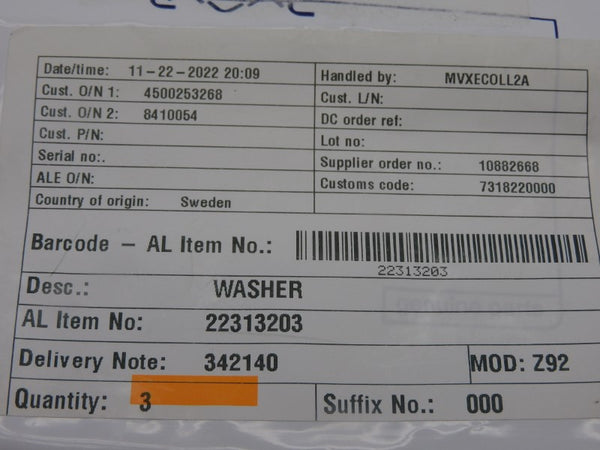 Date/time: 11-22-2022 20:09
Handled by: MVXECOLL2A
Cust. O/N 1: 4500253268
Cust. L/N:
Cust. O/N 2: 8410054
DC order ref:
Cust. P/N:
Lot no:
Serial no:.
Supplier order no.: 10882668
ALE O/N:
Customs code: 7318220000
Country of origin: Sweden
Barcode - AL Item No.:
22313203
Desc.: WASHER
genuine parts
AL Item No: 22313203
Delivery Note: 342140
MOD: Z92
Quantity: 3
Suffix No.: 000